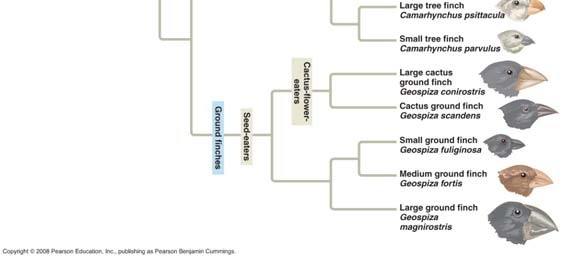 Large tree finch
Camarhynchus psittacula
Small tree finch
Camarhynchus parvulus
Large cactus
ground finch
Geospiza conirostris
Cactus ground finch
Geospiza scandens
Small ground finch
Geospiza fuliginosa
Medium ground finch
Geospiza fortis
Large ground finch
Geospiza
magnirostris
Cactus-flower-
eaters
Seed-eaters
Ground finches
Copyright © 2008 Pearson Education, Inc., publishing as Pearson Benjamin Cummings.